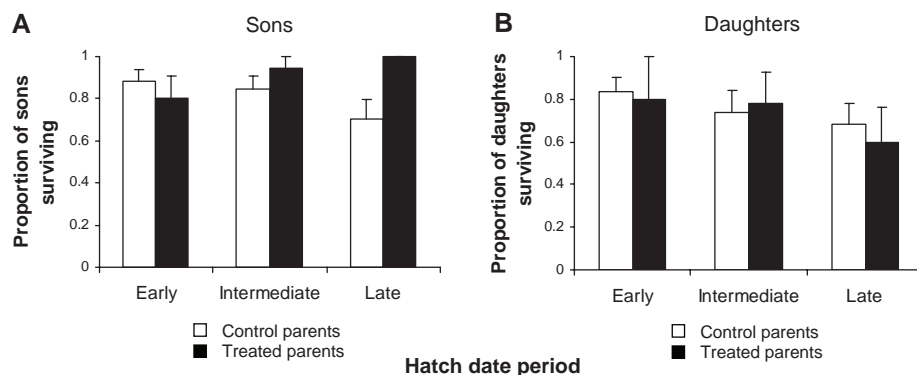 A
Sons
Proportion of sons
surviving
1
0.8
0.6
0.4
0.2
0
Early Intermediate Late
Control parents
Treated parents
B
Daughters
Proportion of daughters
surviving
1
0.8
0.6
0.4
0.2
0
Early Intermediate Late
Control parents
Treated parents
Hatch date period